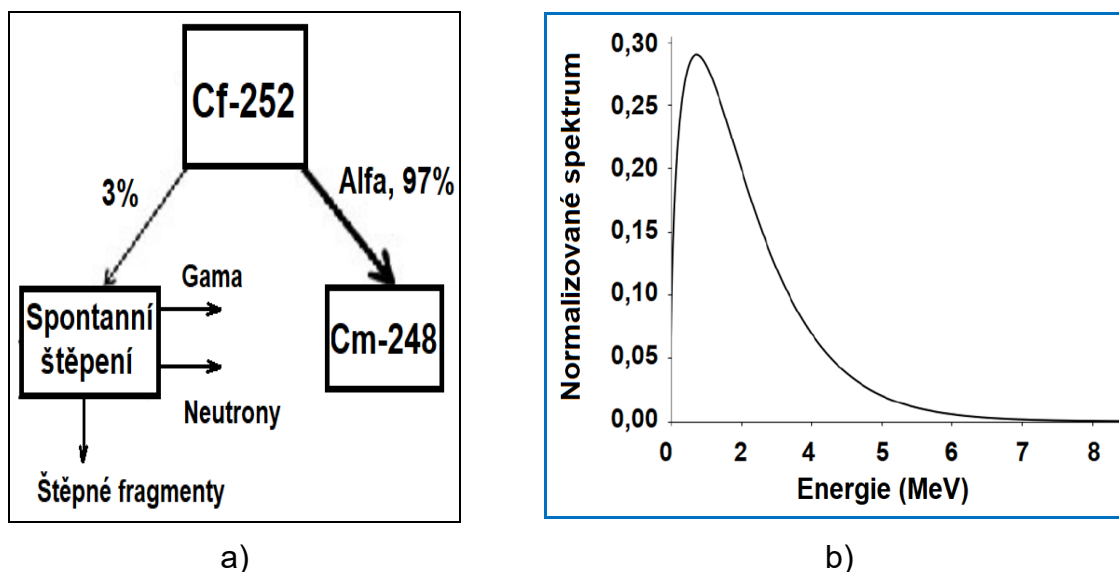 Cf-252
3%
Alfa, 97%
Gama
Spontanní
štěpení
Neutrony
Cm-248
Štěpné fragmenty
a)
Normalizované spektrum
0,30
0,25
0,20
0,15
0,10
0,05
0,00
0 2 4 5 6 7 8
Energie (MeV)
b)